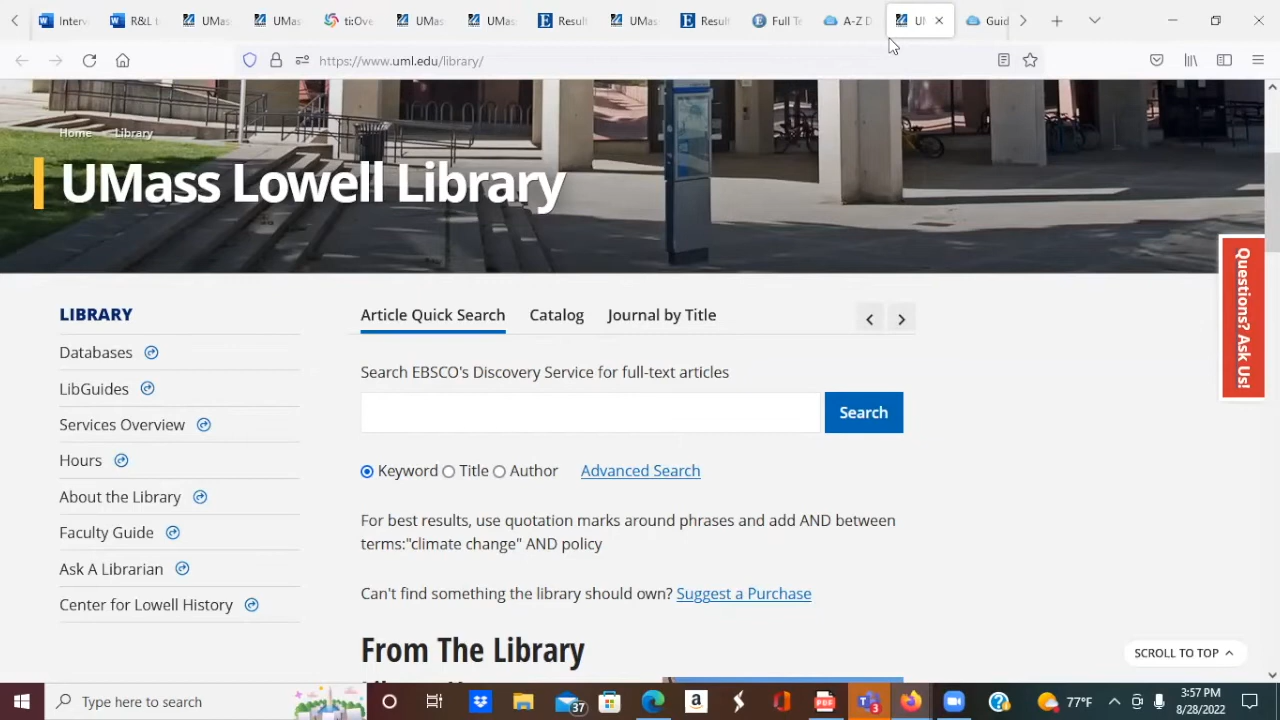 Interv
R&L t
UMas
UMas
ti:Ove
UMas
UMas
Result
UMas
Resul
Full Te
A-Z D
UM
Guid
https://www.uml.edu/library/
Home
Library
UMass Lowell Library
Questions? Ask Us!
LIBRARY
Databases
LibGuides
Services Overview
Hours
About the Library
Faculty Guide
Ask A Librarian
Center for Lowell History
Article Quick Search
Catalog
Journal by Title
Search EBSCO's Discovery Service for full-text articles
Search
Keyword
Title
Author
Advanced Search
For best results, use quotation marks around phrases and add AND between
terms:"climate change" AND policy
Can't find something the library should own? Suggest a Purchase
From The Library
SCROLL TO TOP
Type here to search
37
PDF
3
77°F
3:57 PM
8/28/2022